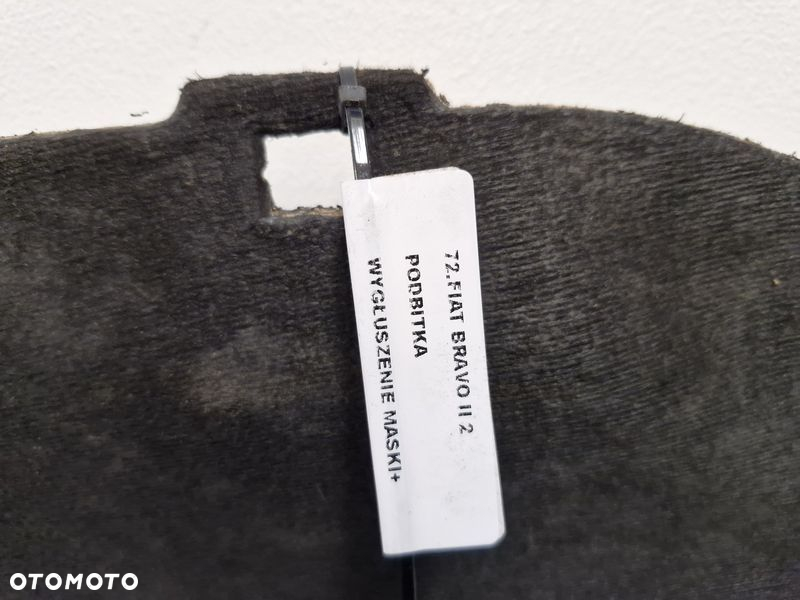 72.FIAT BRAVO II 2
PODBITKA
WYGŁUSZENIE MASKI+
OTOMOTO